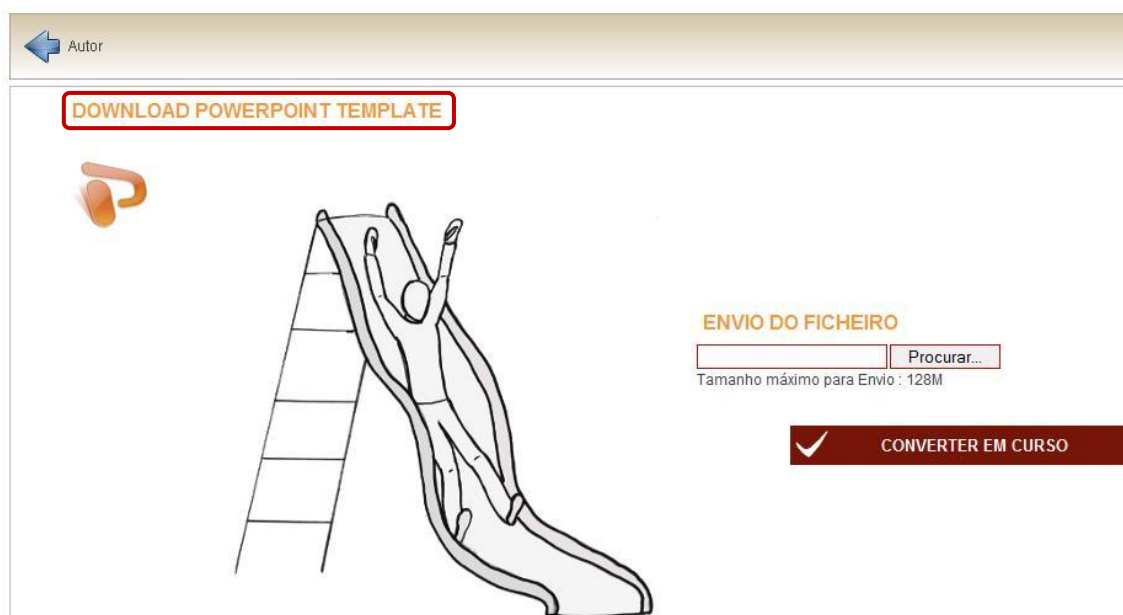 Autor
DOWNLOAD POWERPOINT TEMPLATE
ENVIO DO FICHEIRO
Procurar...
Tamanho máximo para Envio : 128M
CONVERTER EM CURSO